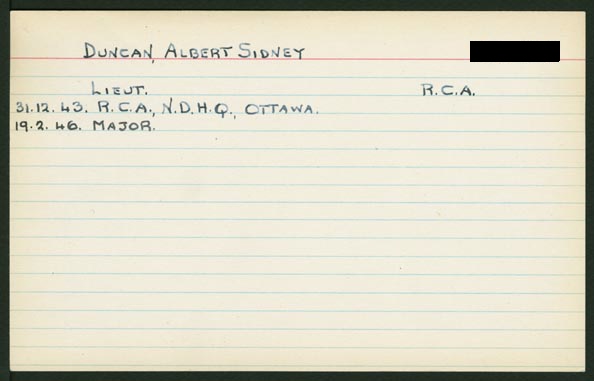 DUNCAN, ALBERT SIDNEY
LIEUT. R.C.A.
31.12.43. R.C.A., N.D.H.Q., OTTAWA.
19.2.46. MAJOR.